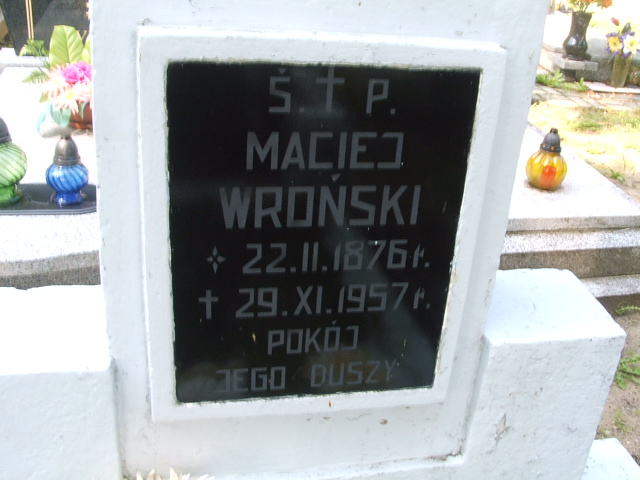 Ś. † P.
MACIEJ
WROŃSKI
✧ 22.II.1876 r.
† 29.XI.1957 r.
POKÓJ
JEGO DUSZY